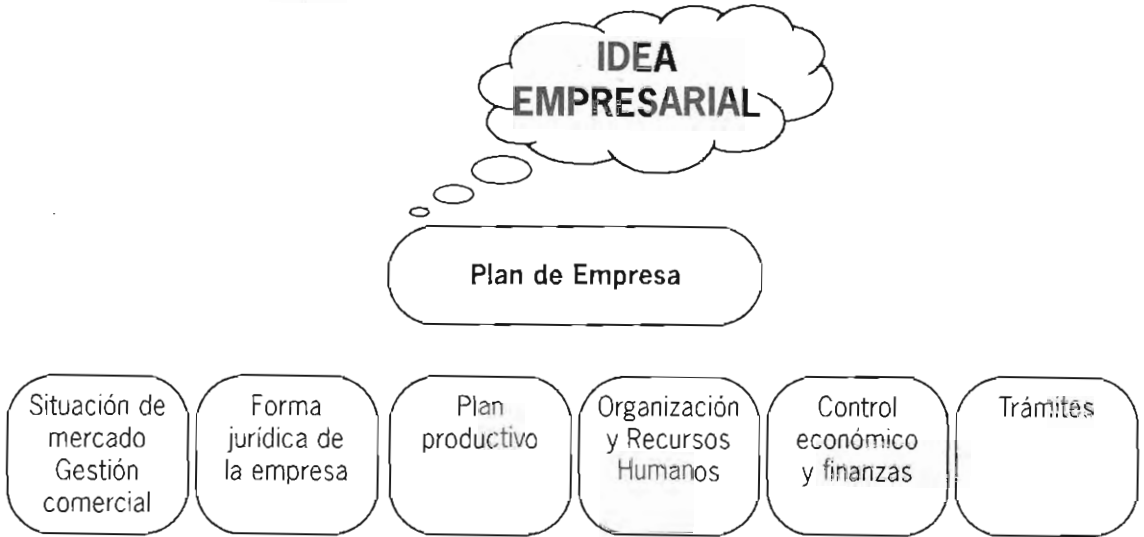 IDEA
EMPRESARIAL
Plan de Empresa
Situación de
mercado
Gestión
comercial
Forma
jurídica de
la empresa
Plan
productivo
Organización
y Recursos
Humanos
Control
económico
y finanzas
Trámites